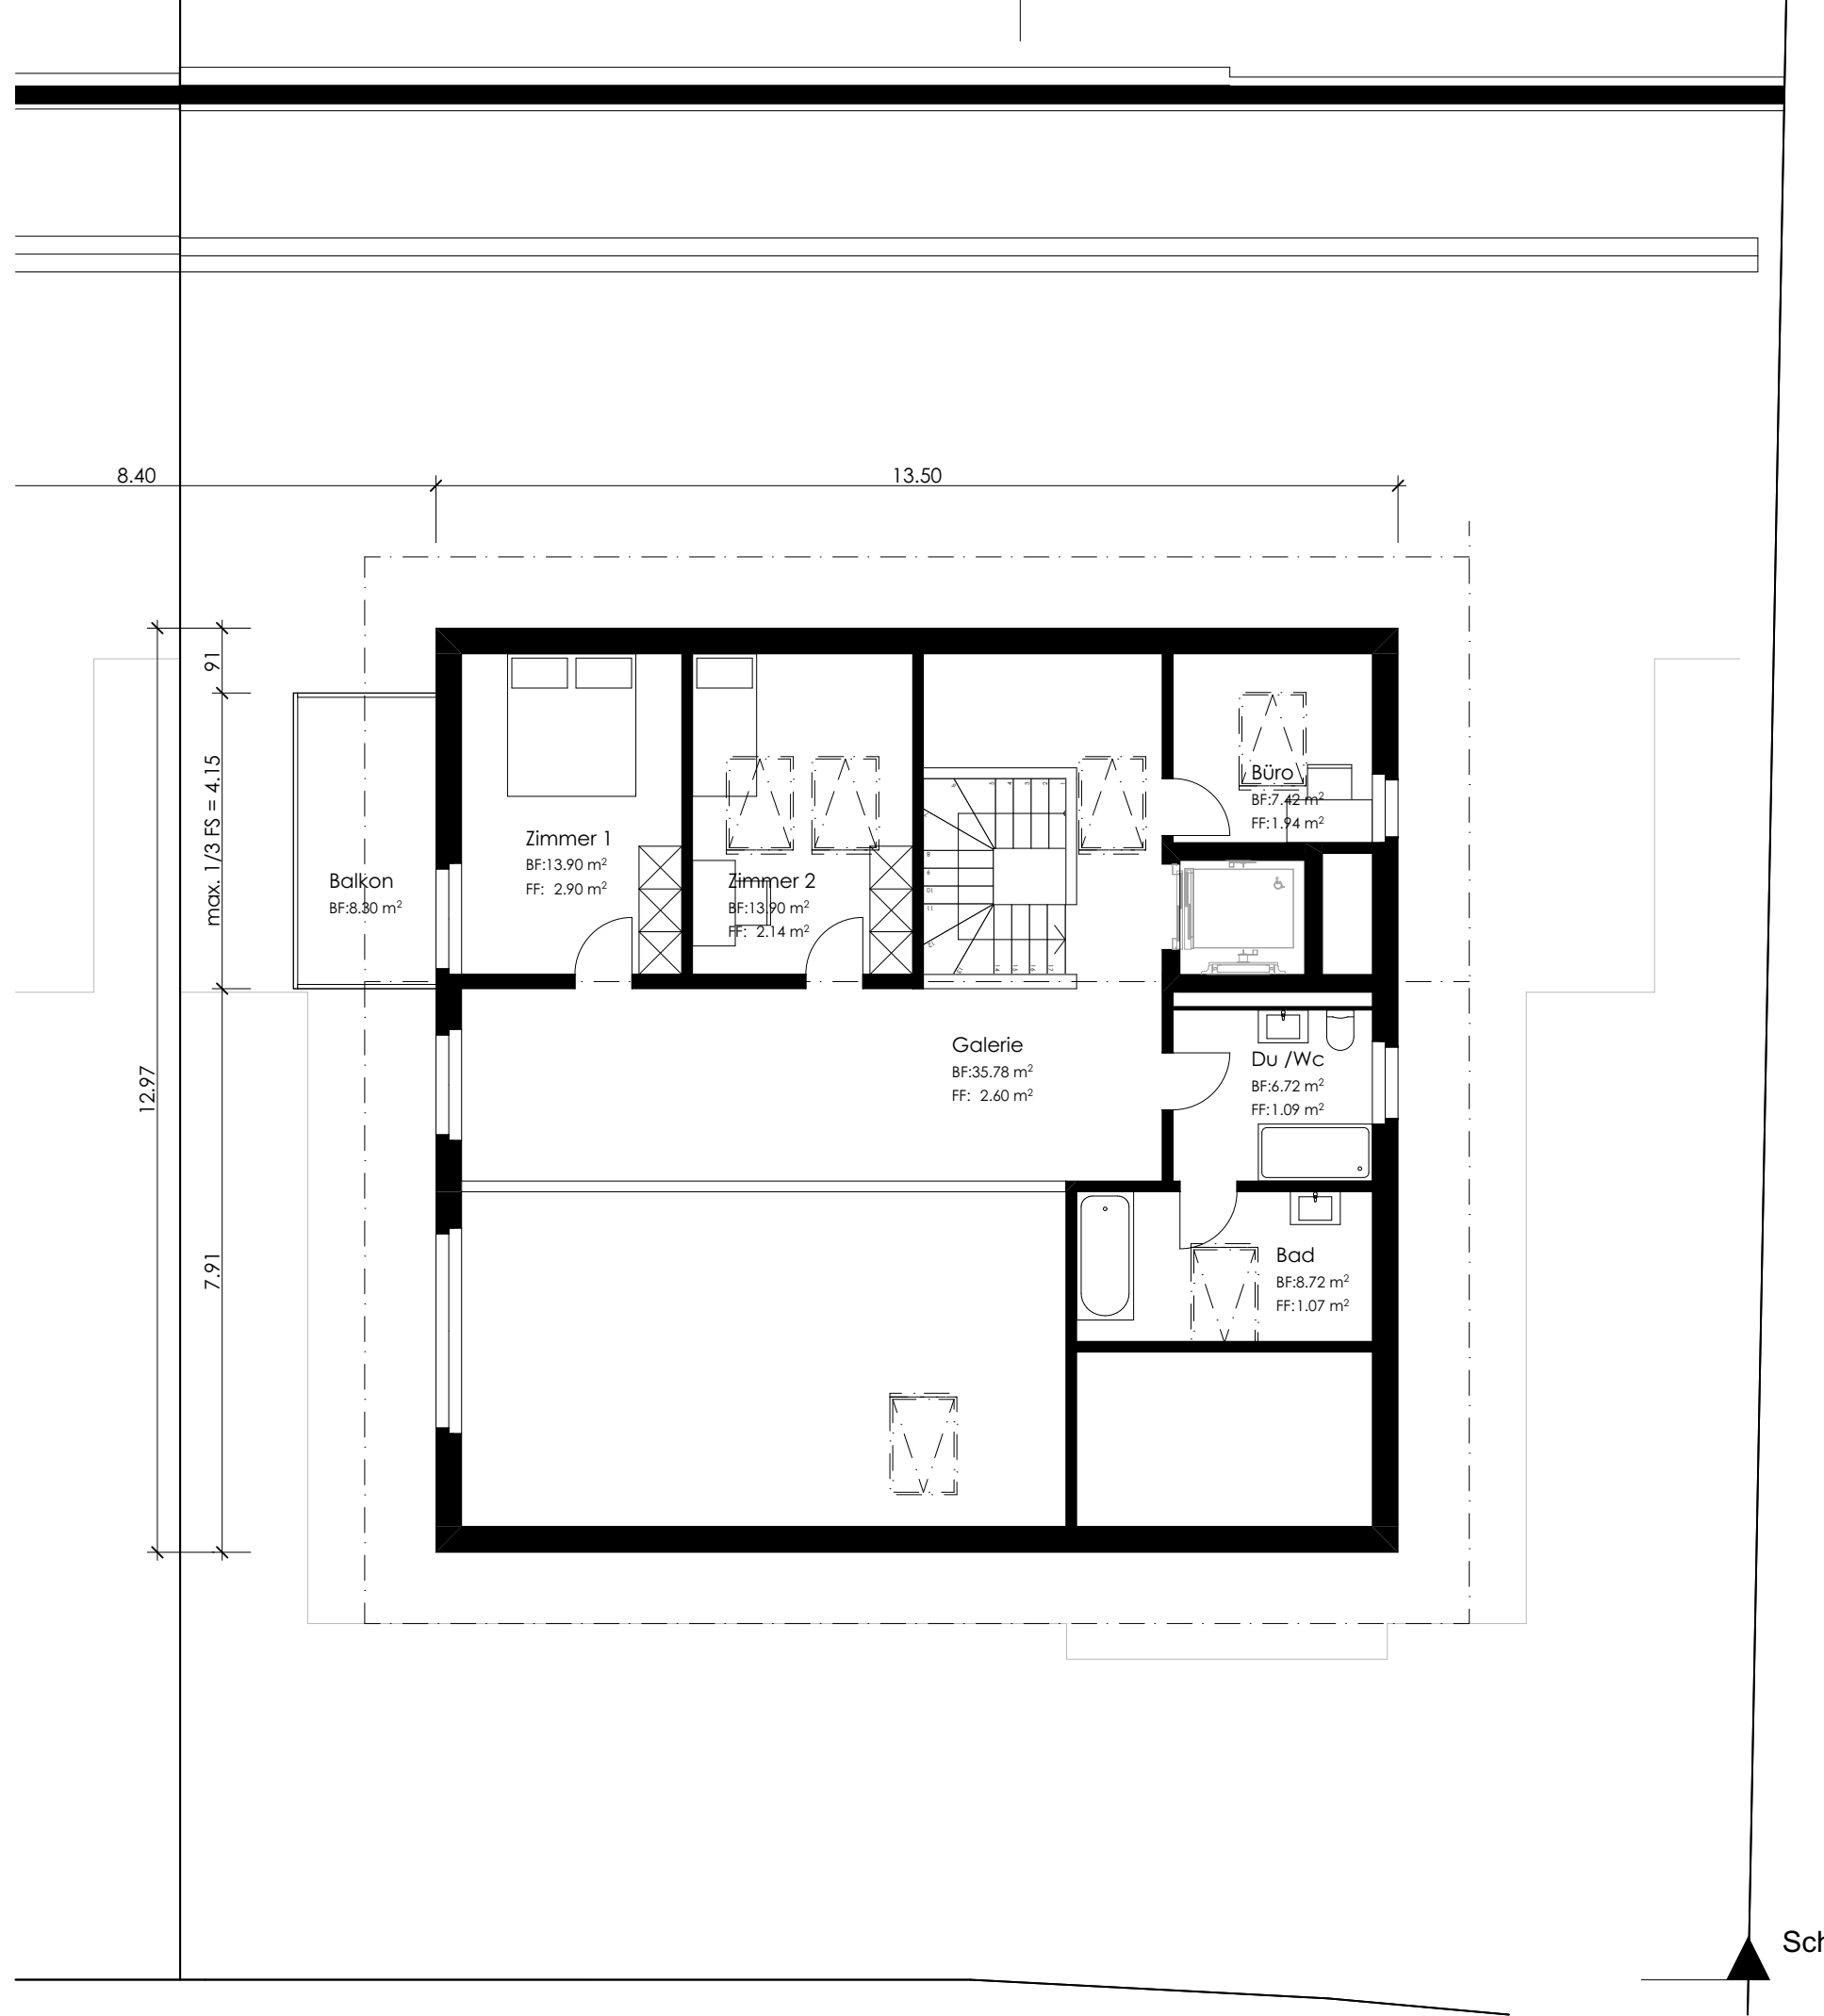 8.40
13.50
91
max. 1/3 FS = 4.15
12.97
7.91
Balkon
BF:8.30 m²
Zimmer 1
BF:13.90 m²
FF: 2.90 m²
Zimmer 2
BF:13.90 m²
FF: 2.14 m²
Büro
BF:7.42 m²
FF:1.94 m²
Galerie
BF:35.78 m²
FF: 2.60 m²
Du /Wc
BF:6.72 m²
FF:1.09 m²
Bad
BF:8.72 m²
FF:1.07 m²
Sch